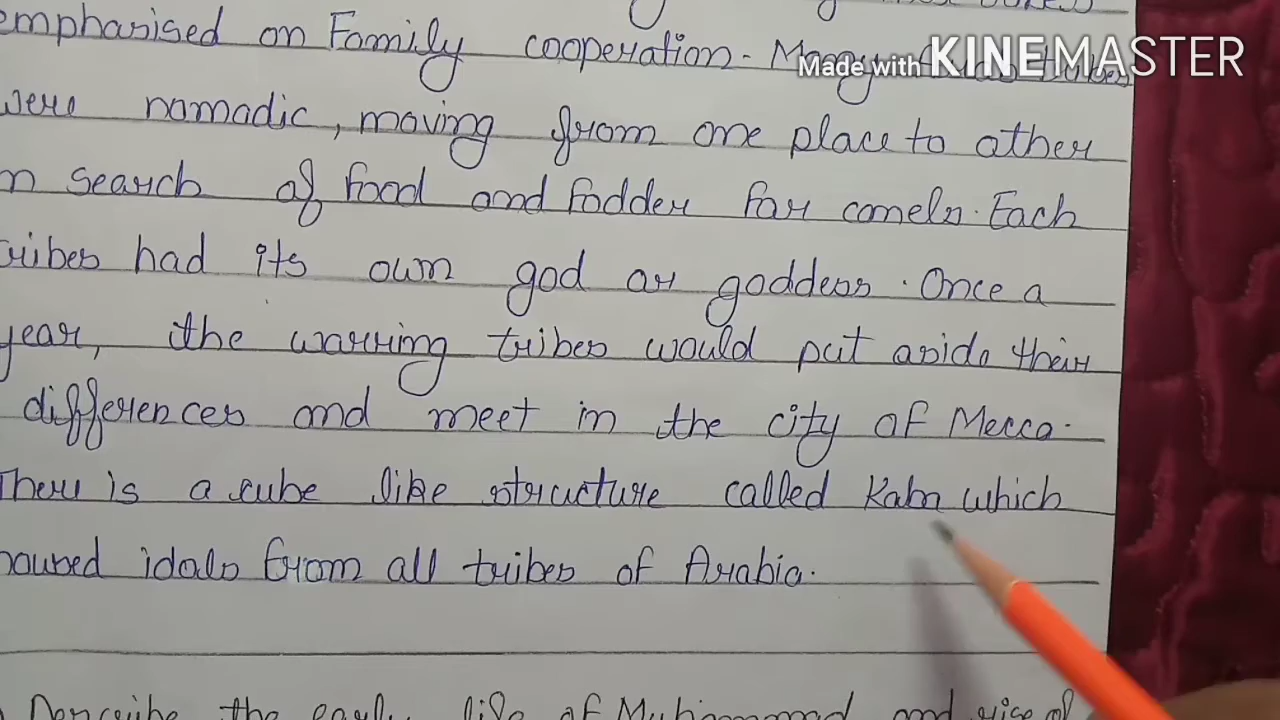 emphasised on Family cooperation. Many
Made with KINEMASTER
were nomadic, moving from one place to other
in search of food and fodder for camels. Each
tribes had its own god or goddess. Once a
year, the warring tribes would put aside their
differences and meet in the city of Mecca.
There is a cube like structure called Kaba which
housed idols from all tribes of Arabia.
Describe the early life of Muhammad and rise of